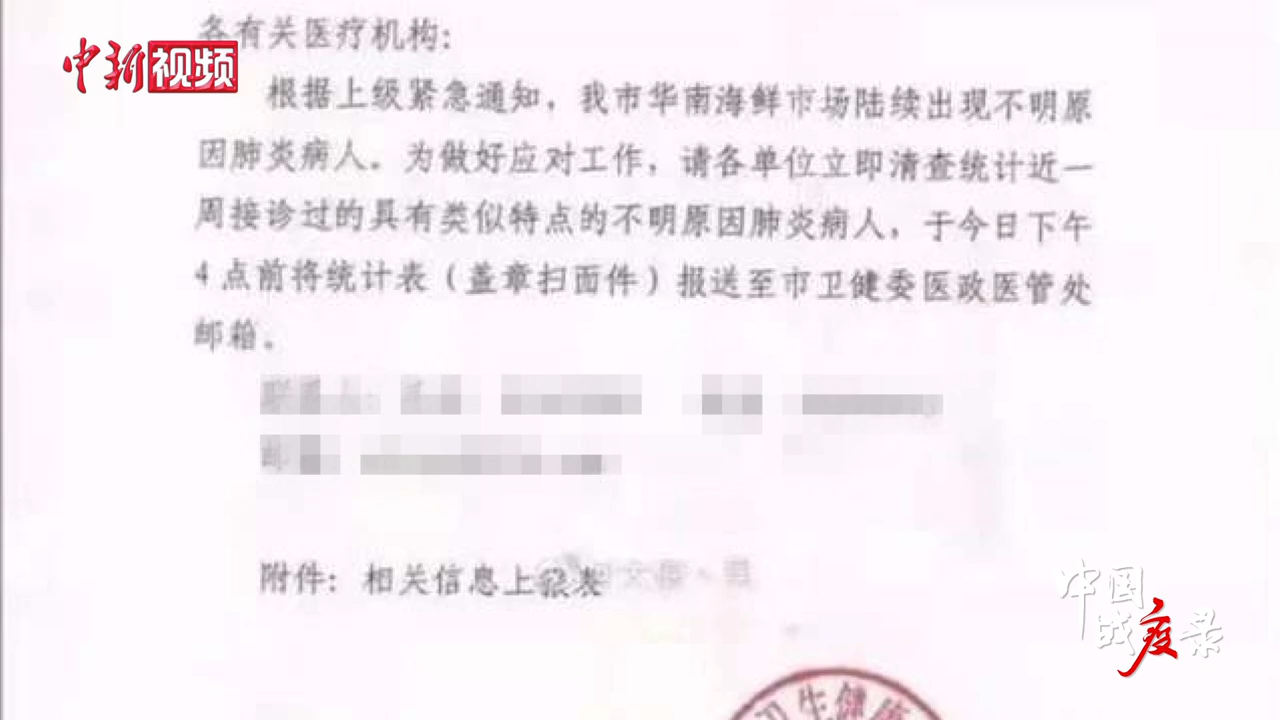 各有关医疗机构:
中新视频
根据上级紧急通知，我市华南海鲜市场陆续出现不明原
因肺炎病人。为做好应对工作，请各单位立即清查统计近一
周接诊过的具有类似特点的不明原因肺炎病人，于今日下午
4点前将统计表（盖章扫面件）报送至市卫健委医政医管处
邮箱。
附件：相关信息上报表
中国
战疫录
卫生健康